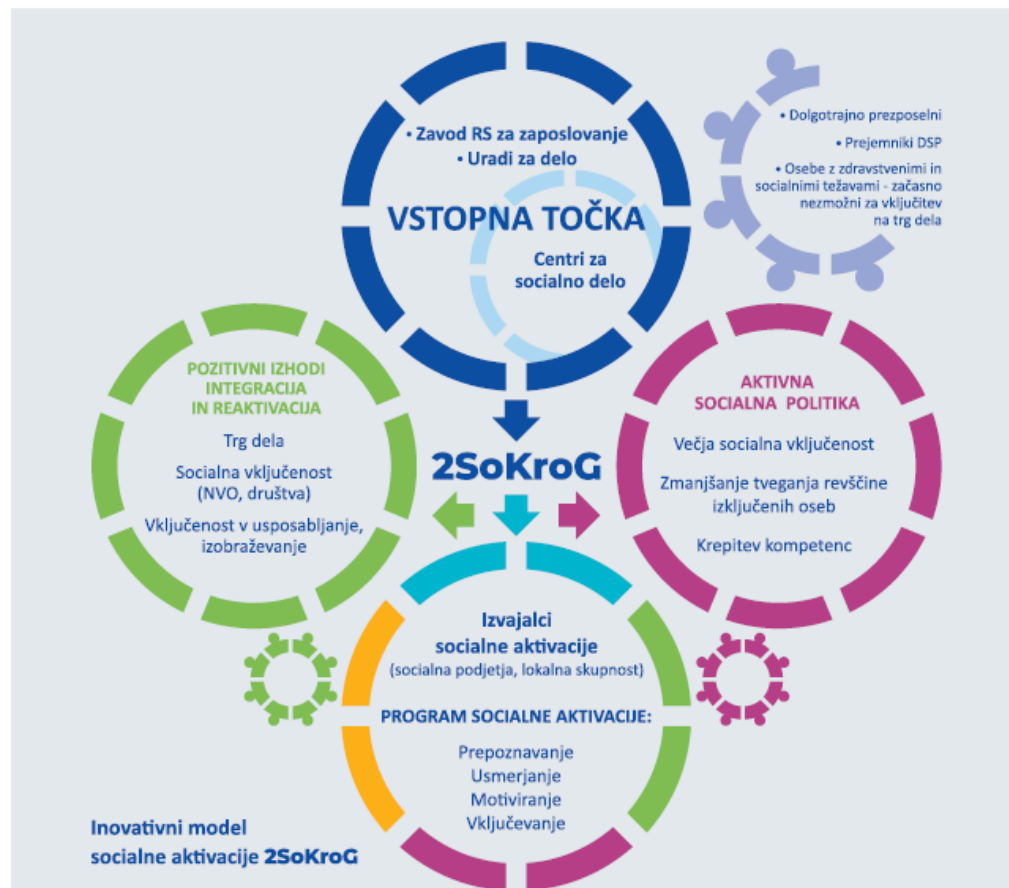 • Zavod RS za zaposlovanje
• Uradi za delo
VSTOPNA TOČKA
Centri za
socialno delo
• Dolgotrajno prezposelni
• Prejemniki DSP
• Osebe z zdravstvenimi in
socialnimi težavami - začasno
nezmožni za vključitev
na trg dela
POZITIVNI IZHODI
INTEGRACIJA
IN REAKTIVACIJA
Trg dela
Socialna vključenost
(NVO, društva)
Vključenost v usposabljanje,
izobraževanje
2SoKroG
AKTIVNA
SOCIALNA POLITIKA
Večja socialna vključenost
Zmanjšanje tveganja revščine
izključenih oseb
Krepitev kompetenc
Izvajalci
socialne aktivacije
(socialna podjetja, lokalna skupnost)
PROGRAM SOCIALNE AKTIVACIJE:
Prepoznavanje
Usmerjanje
Motiviranje
Vključevanje
Inovativni model
socialne aktivacije 2SoKroG